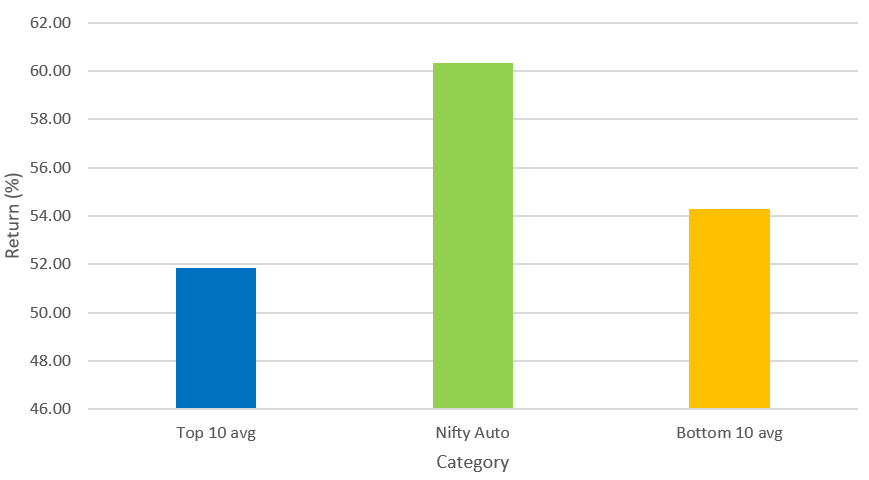 62.00
60.00
58.00
56.00
54.00
52.00
50.00
48.00
46.00
Return (%)
Top 10 avg
Nifty Auto
Bottom 10 avg
Category